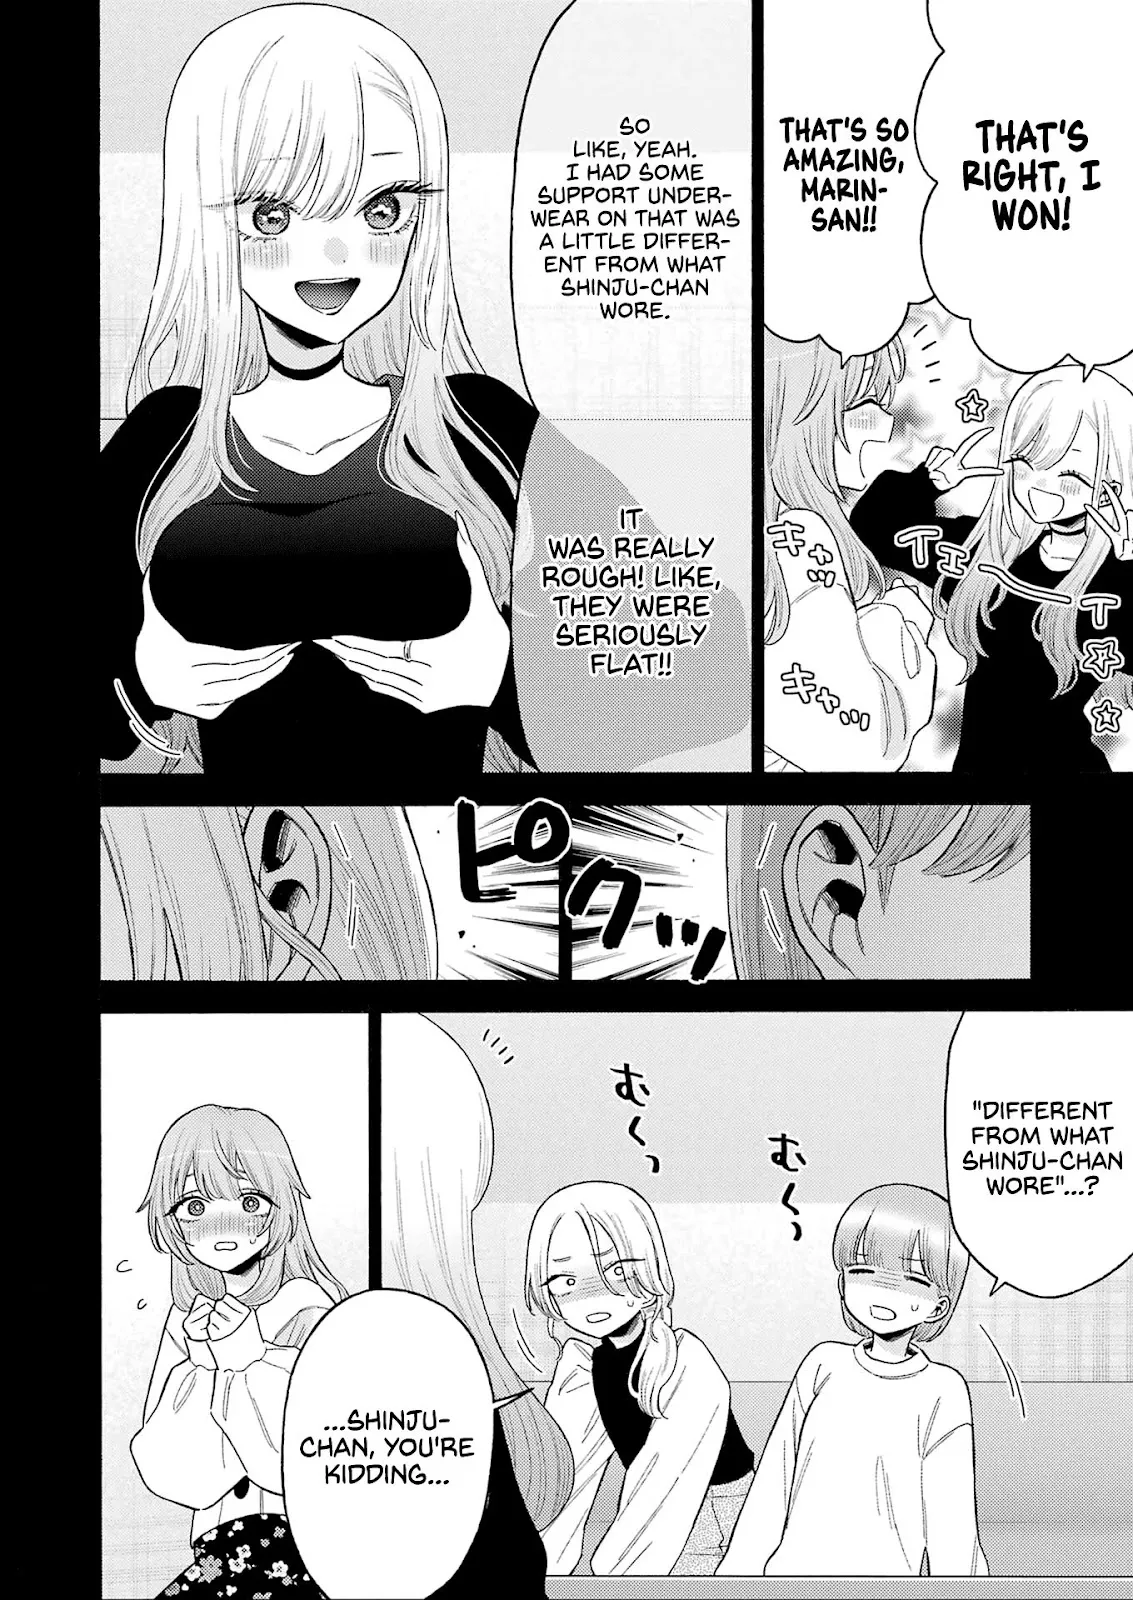 THAT'S
RIGHT, I
WON!
THAT'S SO
AMAZING,
MARIN-
SAN!!
イェーーイ
キャッ
キャッ
SO
LIKE, YEAH.
I HAD SOME
SUPPORT UNDER-
WEAR ON THAT WAS
A LITTLE DIFFER-
ENT FROM WHAT
SHINJU-CHAN
WORE.
IT
WAS REALLY
ROUGH! LIKE,
THEY WERE
SERIOUSLY
FLAT!!
ピクッ
"DIFFERENT
FROM WHAT
SHINJU-CHAN
WORE"...?
むくっ
むくっ
...SHINJU-
CHAN, YOU'RE
KIDDING...